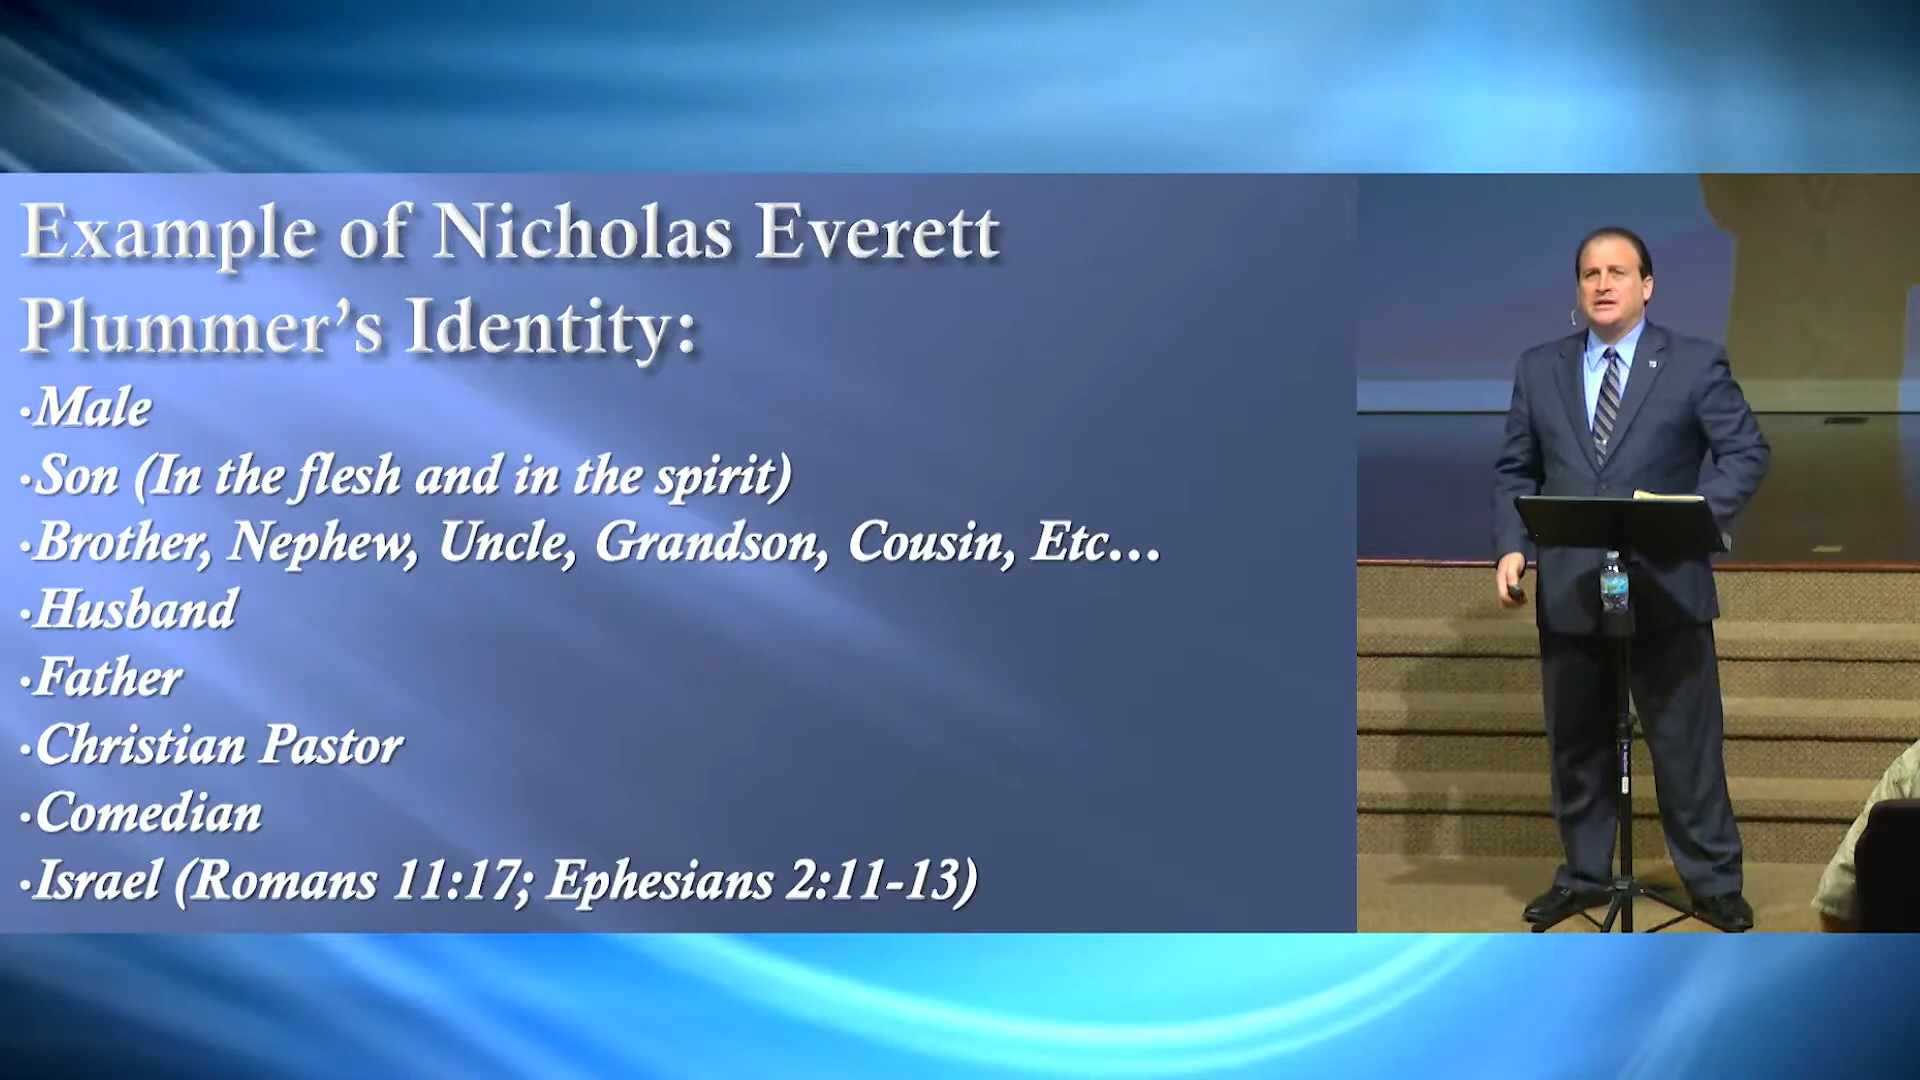 Example of Nicholas Everett
Plummer's Identity:
•Male
•Son (In the flesh and in the spirit)
•Brother, Nephew, Uncle, Grandson, Cousin, Etc…
•Husband
•Father
•Christian Pastor
•Comedian
•Israel (Romans 11:17; Ephesians 2:11-13)